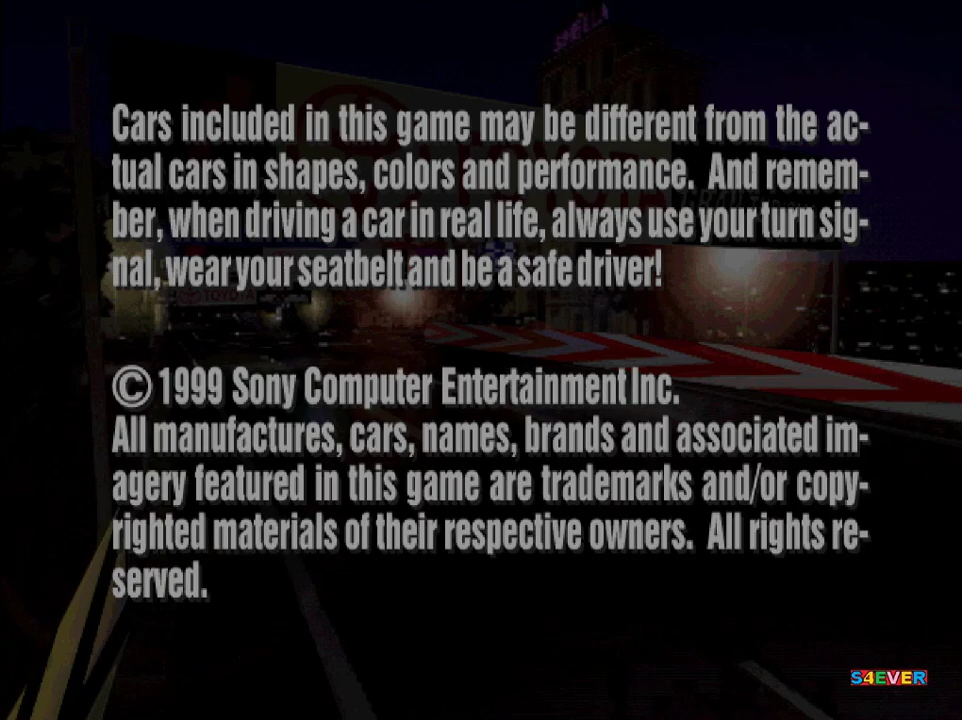 Cars included in this game may be different from the ac-
tual cars in shapes, colors and performance. And remem-
ber, when driving a car in real life, always use your turn sig-
nal, wear your seatbelt and be a safe driver!
© 1999 Sony Computer Entertainment Inc.
All manufactures, cars, names, brands and associated im-
agery featured in this game are trademarks and/or copy-
righted materials of their respective owners. All rights re-
served.
S4EVER